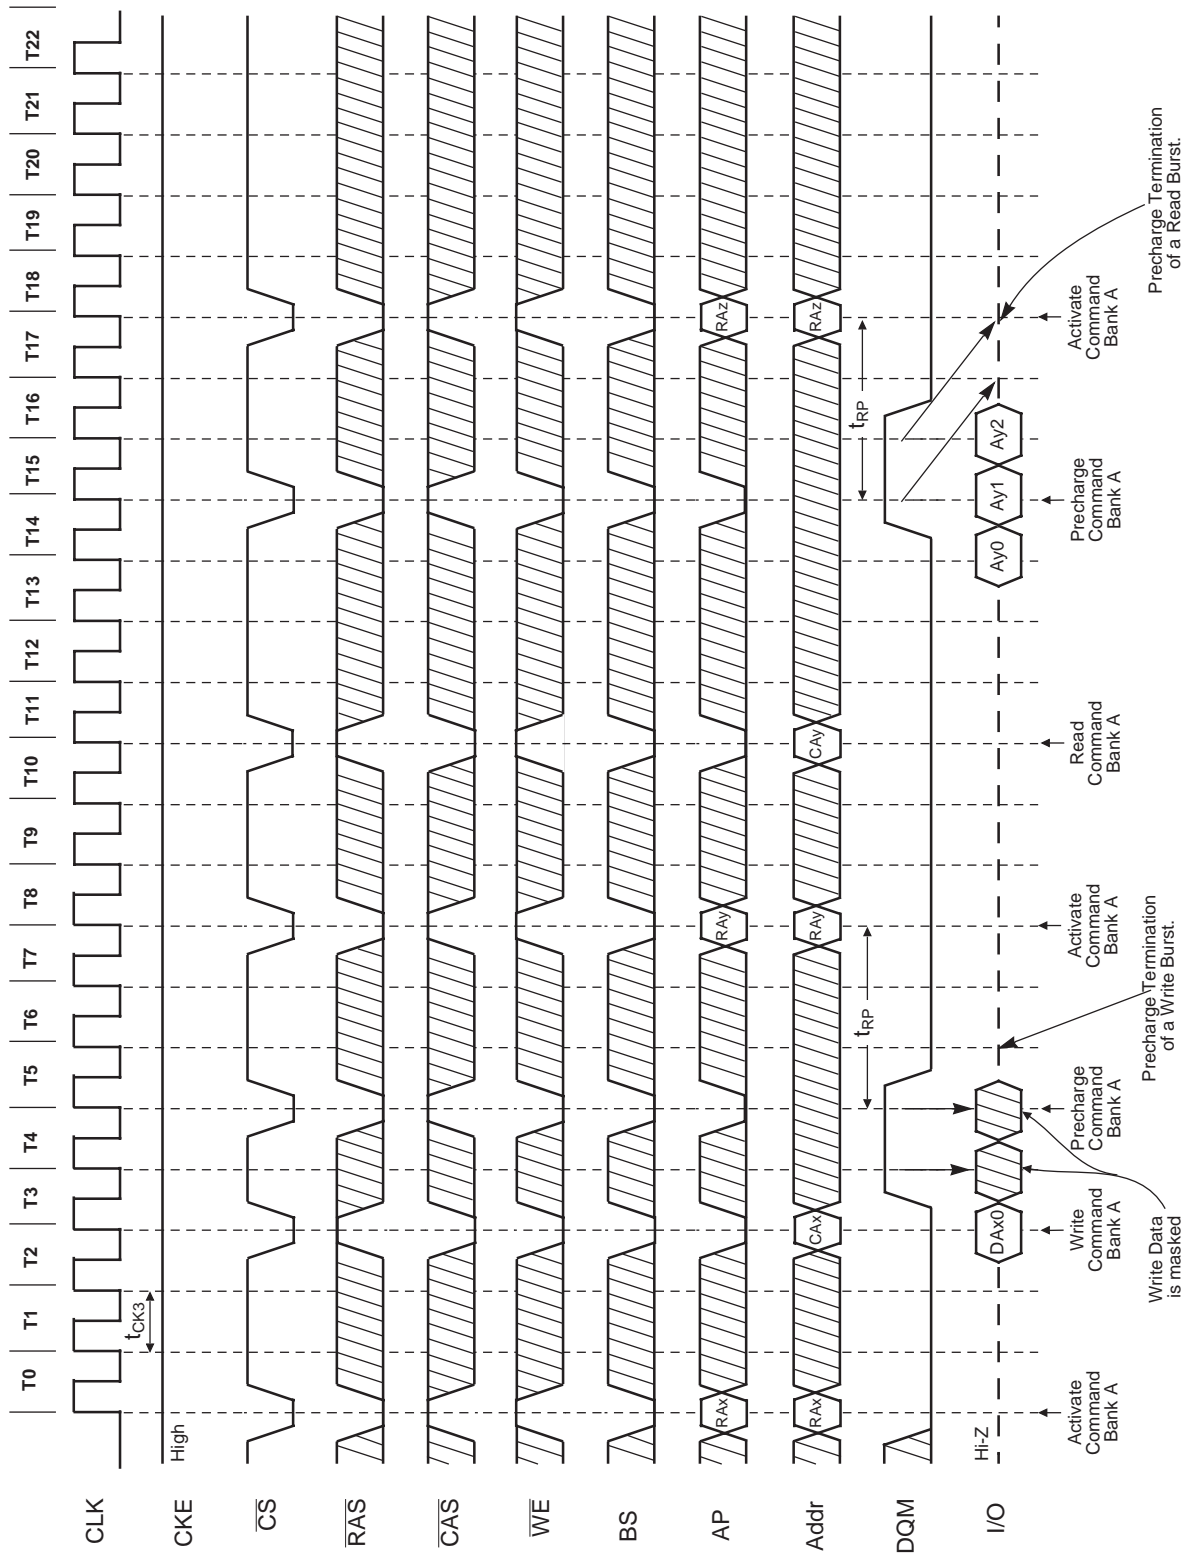 T0 T1 T2 T3 T4 T5 T6 T7 T8 T9 T10 T11 T12 T13 T14 T15 T16 T17 T18 T19 T20 T21 T22
CLK
tCK3
CKE
High
CS
RAS
CAS
WE
BS
AP
RAx
RAy
RAz
Addr
RAx
CAx
RAy
CAy
RAz
tRP
tRP
DQM
I/O
Hi-Z
DAx0
Ay0
Ay1
Ay2
Activate
Command
Bank A
Write
Command
Bank A
Precharge
Command
Bank A
Activate
Command
Bank A
Read
Command
Bank A
Precharge
Command
Bank A
Activate
Command
Bank A
Write Data
is masked
Precharge Termination
of a Write Burst.
Precharge Termination
of a Read Burst.